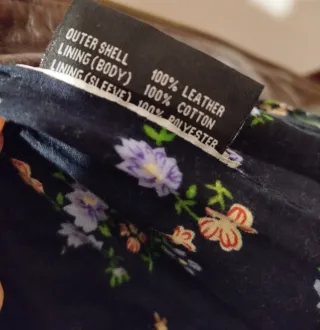 OUTER SHELL 100% LEATHER
LINING(BODY) 100% COTTON
LINING(SLEEVE) 100% POLYESTER